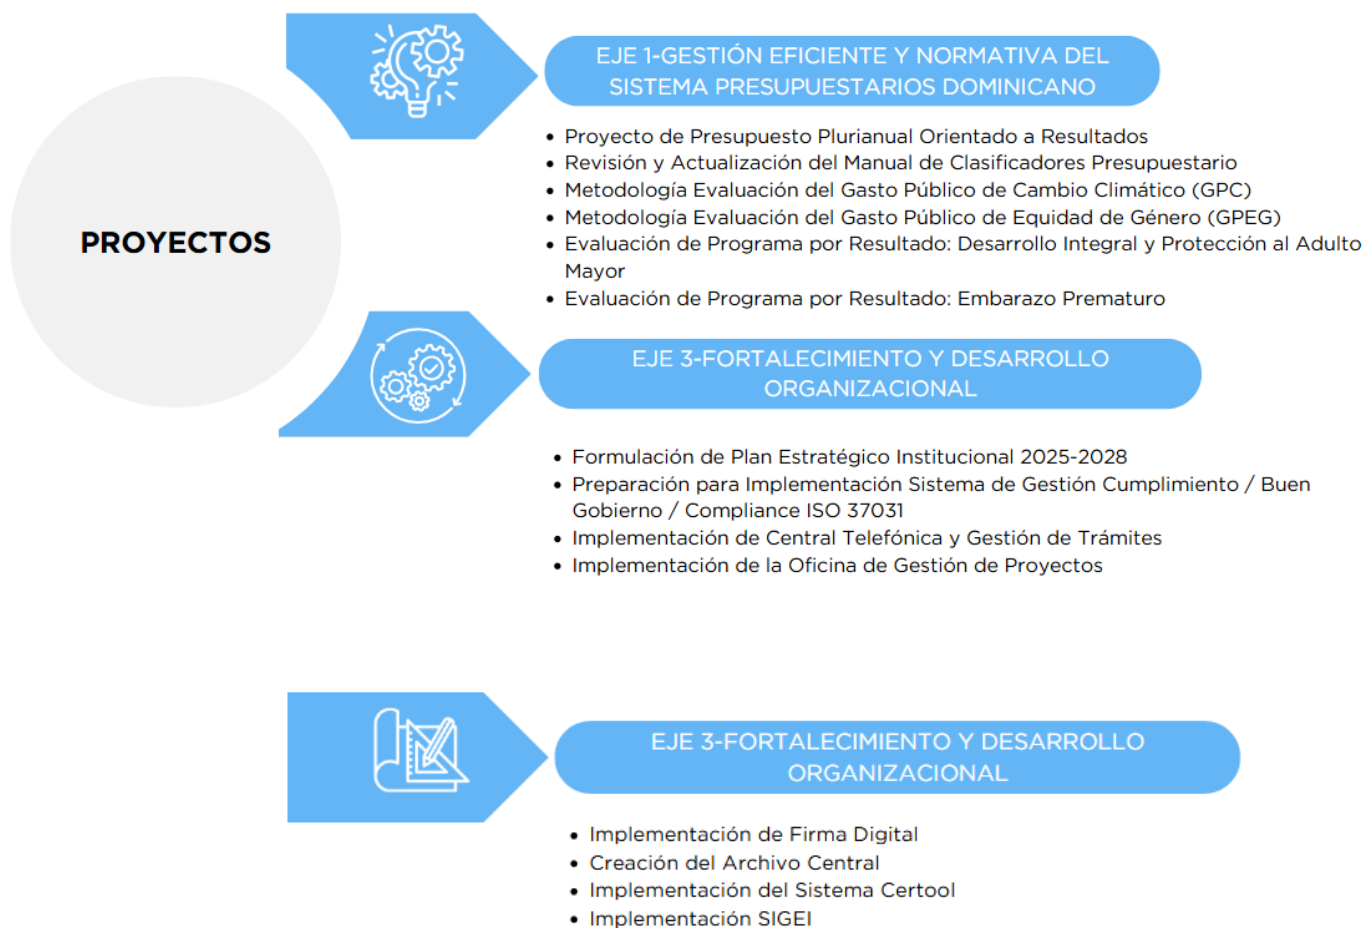 PROYECTOS
EJE 1-GESTIÓN EFICIENTE Y NORMATIVA DEL
SISTEMA PRESUPUESTARIOS DOMINICANO
• Proyecto de Presupuesto Plurianual Orientado a Resultados
• Revisión y Actualización del Manual de Clasificadores Presupuestario
• Metodología Evaluación del Gasto Público de Cambio Climático (GPC)
• Metodología Evaluación del Gasto Público de Equidad de Género (GPEG)
• Evaluación de Programa por Resultado: Desarrollo Integral y Protección al Adulto
Mayor
• Evaluación de Programa por Resultado: Embarazo Prematuro
EJE 3-FORTALECIMIENTO Y DESARROLLO
ORGANIZACIONAL
• Formulación de Plan Estratégico Institucional 2025-2028
• Preparación para Implementación Sistema de Gestión Cumplimiento / Buen
Gobierno / Compliance ISO 37031
• Implementación de Central Telefónica y Gestión de Trámites
• Implementación de la Oficina de Gestión de Proyectos
EJE 3-FORTALECIMIENTO Y DESARROLLO
ORGANIZACIONAL
• Implementación de Firma Digital
• Creación del Archivo Central
• Implementación del Sistema Certool
• Implementación SIGEI